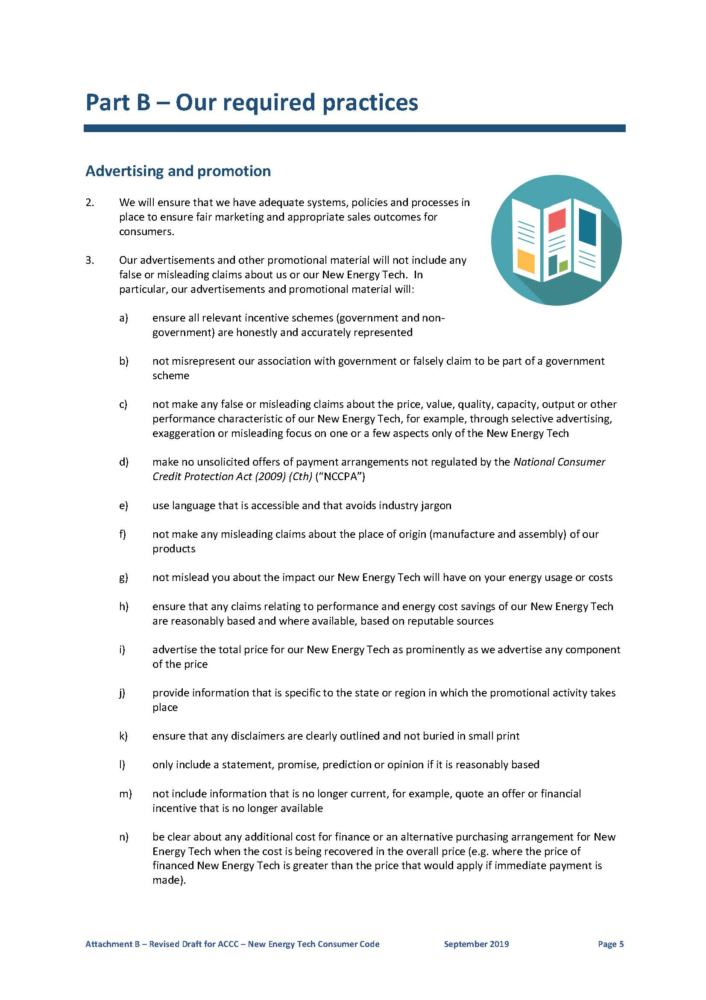 Part B – Our required practices
Advertising and promotion
2. We will ensure that we have adequate systems, policies and processes in
place to ensure fair marketing and appropriate sales outcomes for
consumers.
3. Our advertisements and other promotional material will not include any
false or misleading claims about us or our New Energy Tech.  In
particular, our advertisements and promotional material will:
a) ensure all relevant incentive schemes (government and non-
government) are honestly and accurately represented
b) not misrepresent our association with government or falsely claim to be part of a government
scheme
c) not make any false or misleading claims about the price, value, quality, capacity, output or other
performance characteristic of our New Energy Tech, for example, through selective advertising,
exaggeration or misleading focus on one or a few aspects only of the New Energy Tech
d) make no unsolicited offers of payment arrangements not regulated by the National Consumer
Credit Protection Act (2009) (Cth) (“NCCPA”)
e) use language that is accessible and that avoids industry jargon
f) not make any misleading claims about the place of origin (manufacture and assembly) of our
products
g) not mislead you about the impact our New Energy Tech will have on your energy usage or costs
h) ensure that any claims relating to performance and energy cost savings of our New Energy Tech
are reasonably based and where available, based on reputable sources
i) advertise the total price for our New Energy Tech as prominently as we advertise any component
of the price
j) provide information that is specific to the state or region in which the promotional activity takes
place
k) ensure that any disclaimers are clearly outlined and not buried in small print
l) only include a statement, promise, prediction or opinion if it is reasonably based
m) not include information that is no longer current, for example, quote an offer or financial
incentive that is no longer available
n) be clear about any additional cost for finance or an alternative purchasing arrangement for New
Energy Tech when the cost is being recovered in the overall price (e.g. where the price of
financed New Energy Tech is greater than the price that would apply if immediate payment is
made).
Attachment B – Revised Draft for ACCC – New Energy Tech Consumer Code September 2019 Page 5